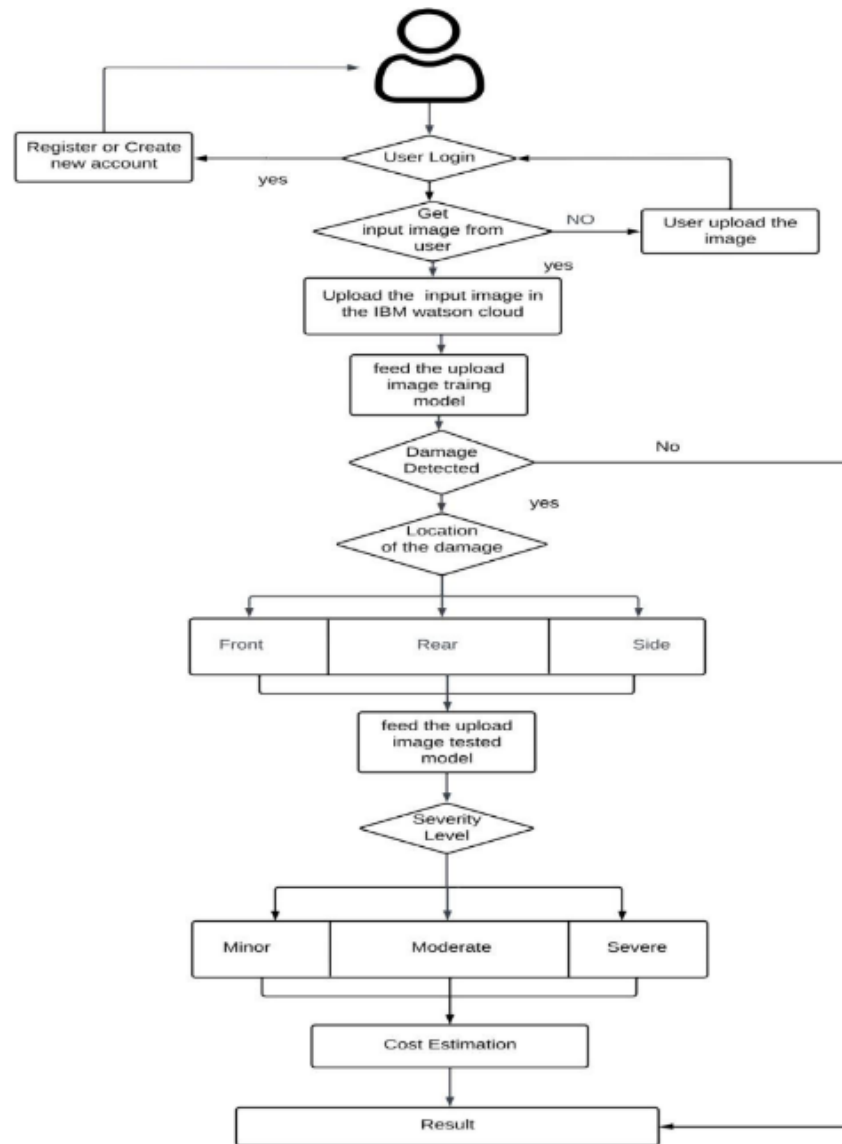 Register or Create
new account
User Login
yes
Get
input image from
user
NO
User upload the
image
yes
Upload the input image in
the IBM watson cloud
feed the upload
image traing
model
Damage
Detected
No
yes
Location
of the damage
Front
Rear
Side
feed the upload
image tested
model
Severity
Level
Minor
Moderate
Severe
Cost Estimation
Result